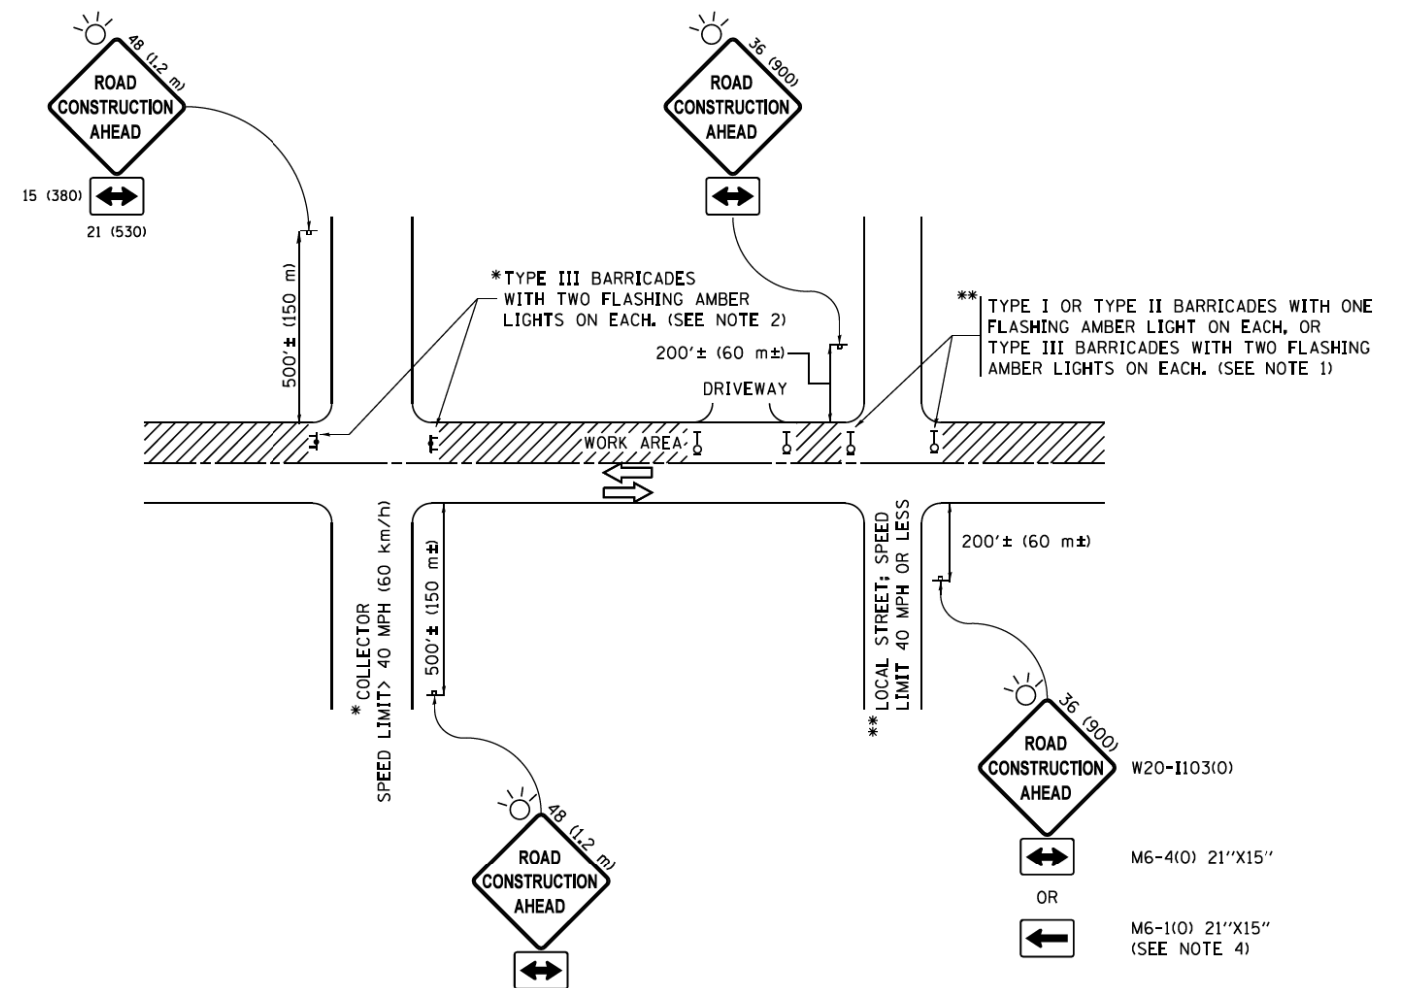 48 (1.2 m)
ROAD
CONSTRUCTION
AHEAD
15 (380)
21 (530)
36 (900)
ROAD
CONSTRUCTION
AHEAD
500'± (150 m)
*TYPE III BARRICADES
WITH TWO FLASHING AMBER
LIGHTS ON EACH. (SEE NOTE 2)
200'± (60 m±)
DRIVEWAY
** TYPE I OR TYPE II BARRICADES WITH ONE
FLASHING AMBER LIGHT ON EACH, OR
TYPE III BARRICADES WITH TWO FLASHING
AMBER LIGHTS ON EACH. (SEE NOTE 1)
WORK AREA
* COLLECTOR
SPEED LIMIT> 40 MPH (60 km/h)
500'± (150 m±)
** LOCAL STREET; SPEED
LIMIT 40 MPH OR LESS
200'± (60 m±)
48 (1.2 m)
ROAD
CONSTRUCTION
AHEAD
36 (900)
ROAD
CONSTRUCTION
AHEAD
W20-I103(O)
M6-4(O) 21''X15''
OR
M6-1(O) 21''X15''
(SEE NOTE 4)